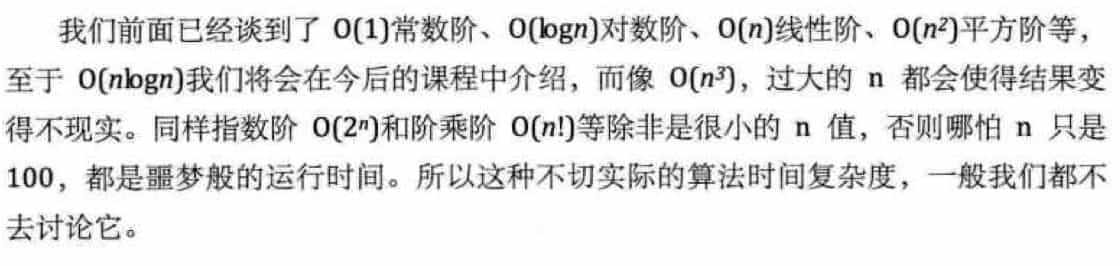 我们前面已经谈到了 O(1)常数阶、O(logn)对数阶、O(n)线性阶、O(n²)平方阶等，
至于 O(nlogn)我们将会在今后的课程中介绍，而像 O(n³)，过大的 n 都会使得结果变
得不现实。同样指数阶 O(2ⁿ)和阶乘阶 O(n!)等除非是很小的 n 值，否则哪怕 n 只是
100，都是噩梦般的运行时间。所以这种不切实际的算法时间复杂度，一般我们都不
去讨论它。